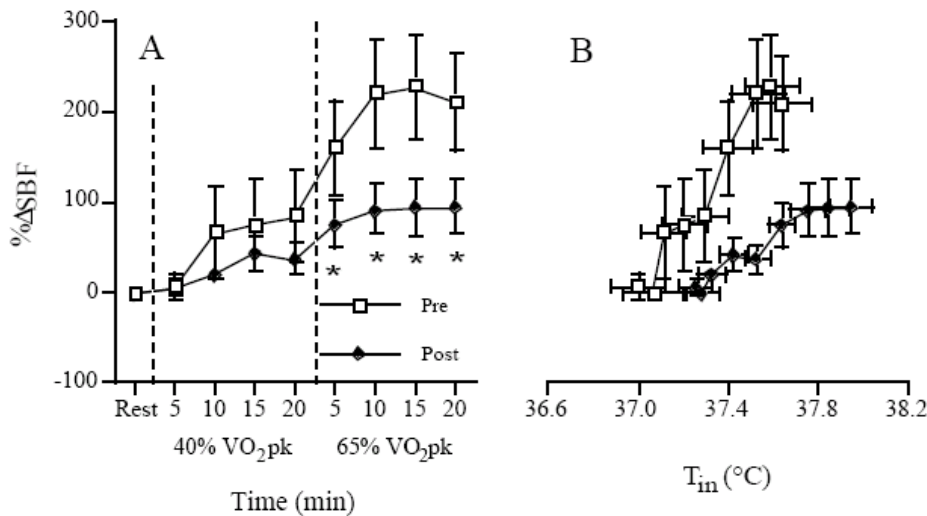 300
A
B
200
%ΔSBF
100
0
* * * *
Pre
Post
-100
Rest 5 10 15 20 5 10 15 20
36.6 37.0 37.4 37.8 38.2
40% VO₂pk 65% VO₂pk
T_in (°C)
Time (min)